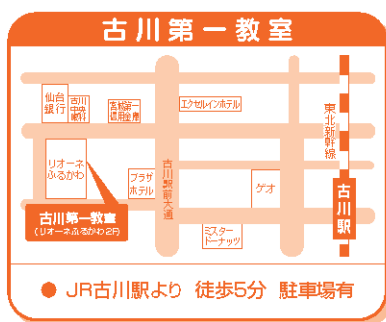 古川第一教室
仙台
銀行
古川
中央
眼科
宮城第一
信用金庫
エクセルインホテル
東北新幹線
リオーネ
ふるかわ
プラザ
ホテル
古川駅前大通
ゲオ
古川駅
古川第一教室
(リオーネふるかわ2F)
ミスター
ドーナッツ
● JR古川駅より 徒歩5分 駐車場有